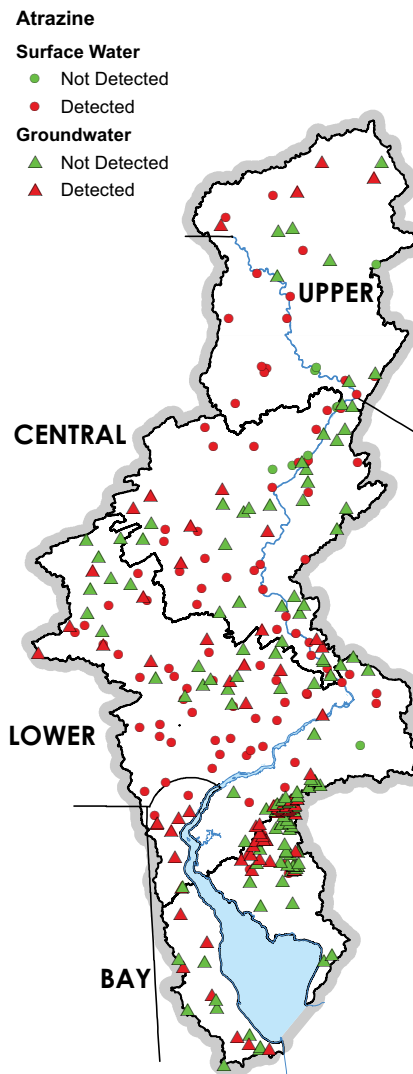 Atrazine
Surface Water
Not Detected
Detected
Groundwater
Not Detected
Detected
UPPER
CENTRAL
LOWER
BAY